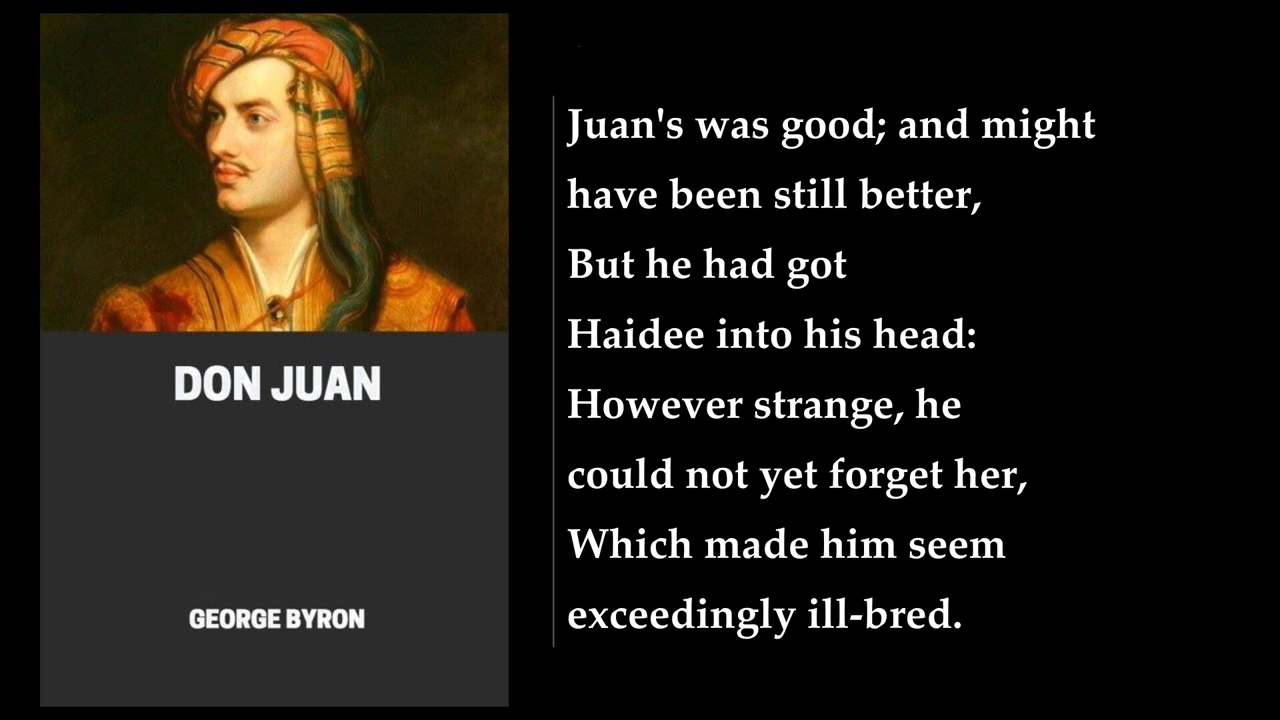 DON JUAN
GEORGE BYRON
Juan's was good; and might
have been still better,
But he had got
Haidee into his head:
However strange, he
could not yet forget her,
Which made him seem
exceedingly ill-bred.